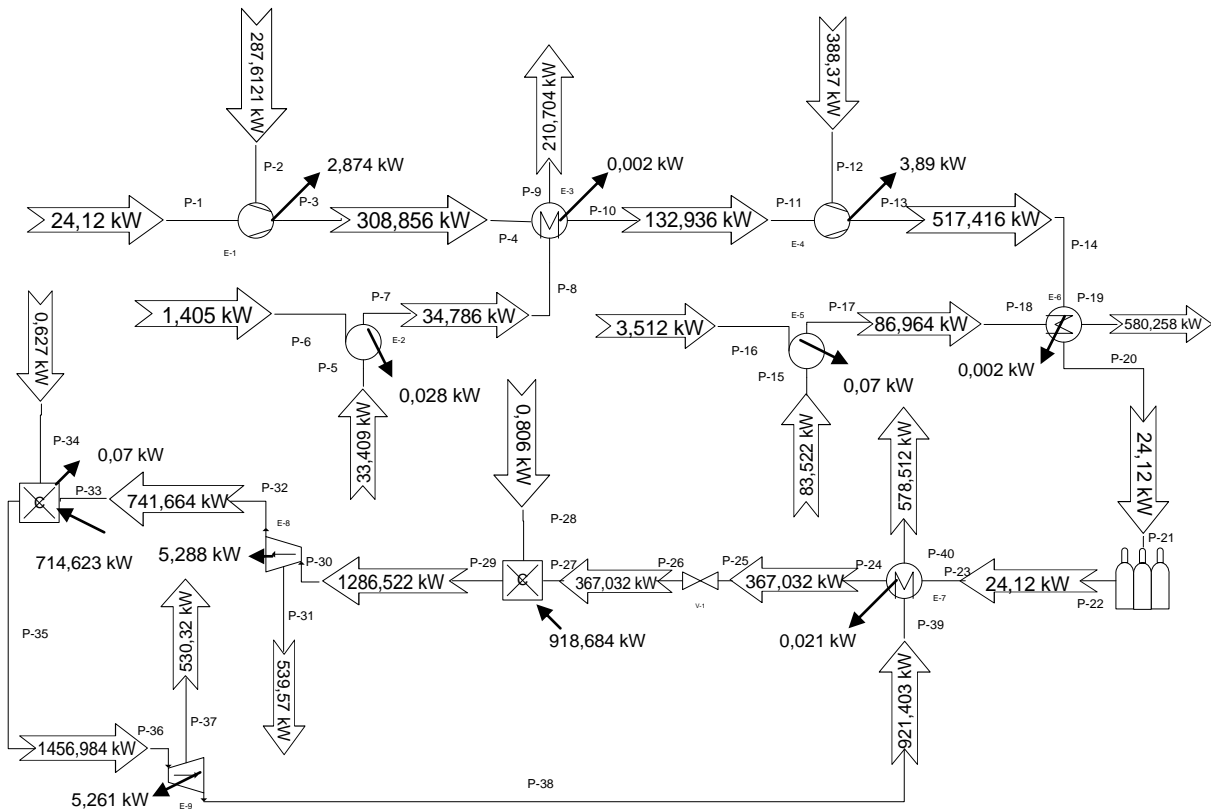 287,6121 kW
210,704 kW
388,37 kW
P-2
2,874 kW
P-9
E-3
0,002 kW
P-12
3,89 kW
P-1
P-3
P-10
P-11
P-13
24,12 kW
308,856 kW
132,936 kW
517,416 kW
E-1
P-4
E-4
P-14
P-7
P-8
P-17
E-6
P-19
1,405 kW
34,786 kW
3,512 kW
E-5
86,964 kW
P-18
580,258 kW
P-6
E-2
P-16
P-20
0,627 kW
P-5
0,028 kW
P-15
0,07 kW
0,002 kW
33,409 kW
0,806 kW
83,522 kW
578,512 kW
24,12 kW
P-34
0,07 kW
P-33
741,664 kW
P-32
E-8
P-28
P-21
714,623 kW
5,288 kW
P-30
1286,522 kW
P-29
P-27
367,032 kW
P-26
V-1
P-25
367,032 kW
P-24
P-40
P-23
E-7
24,12 kW
P-22
P-31
918,684 kW
0,021 kW
P-39
P-35
530,32 kW
539,57 kW
921,403 kW
P-37
1456,984 kW
P-36
5,261 kW
E-9
P-38